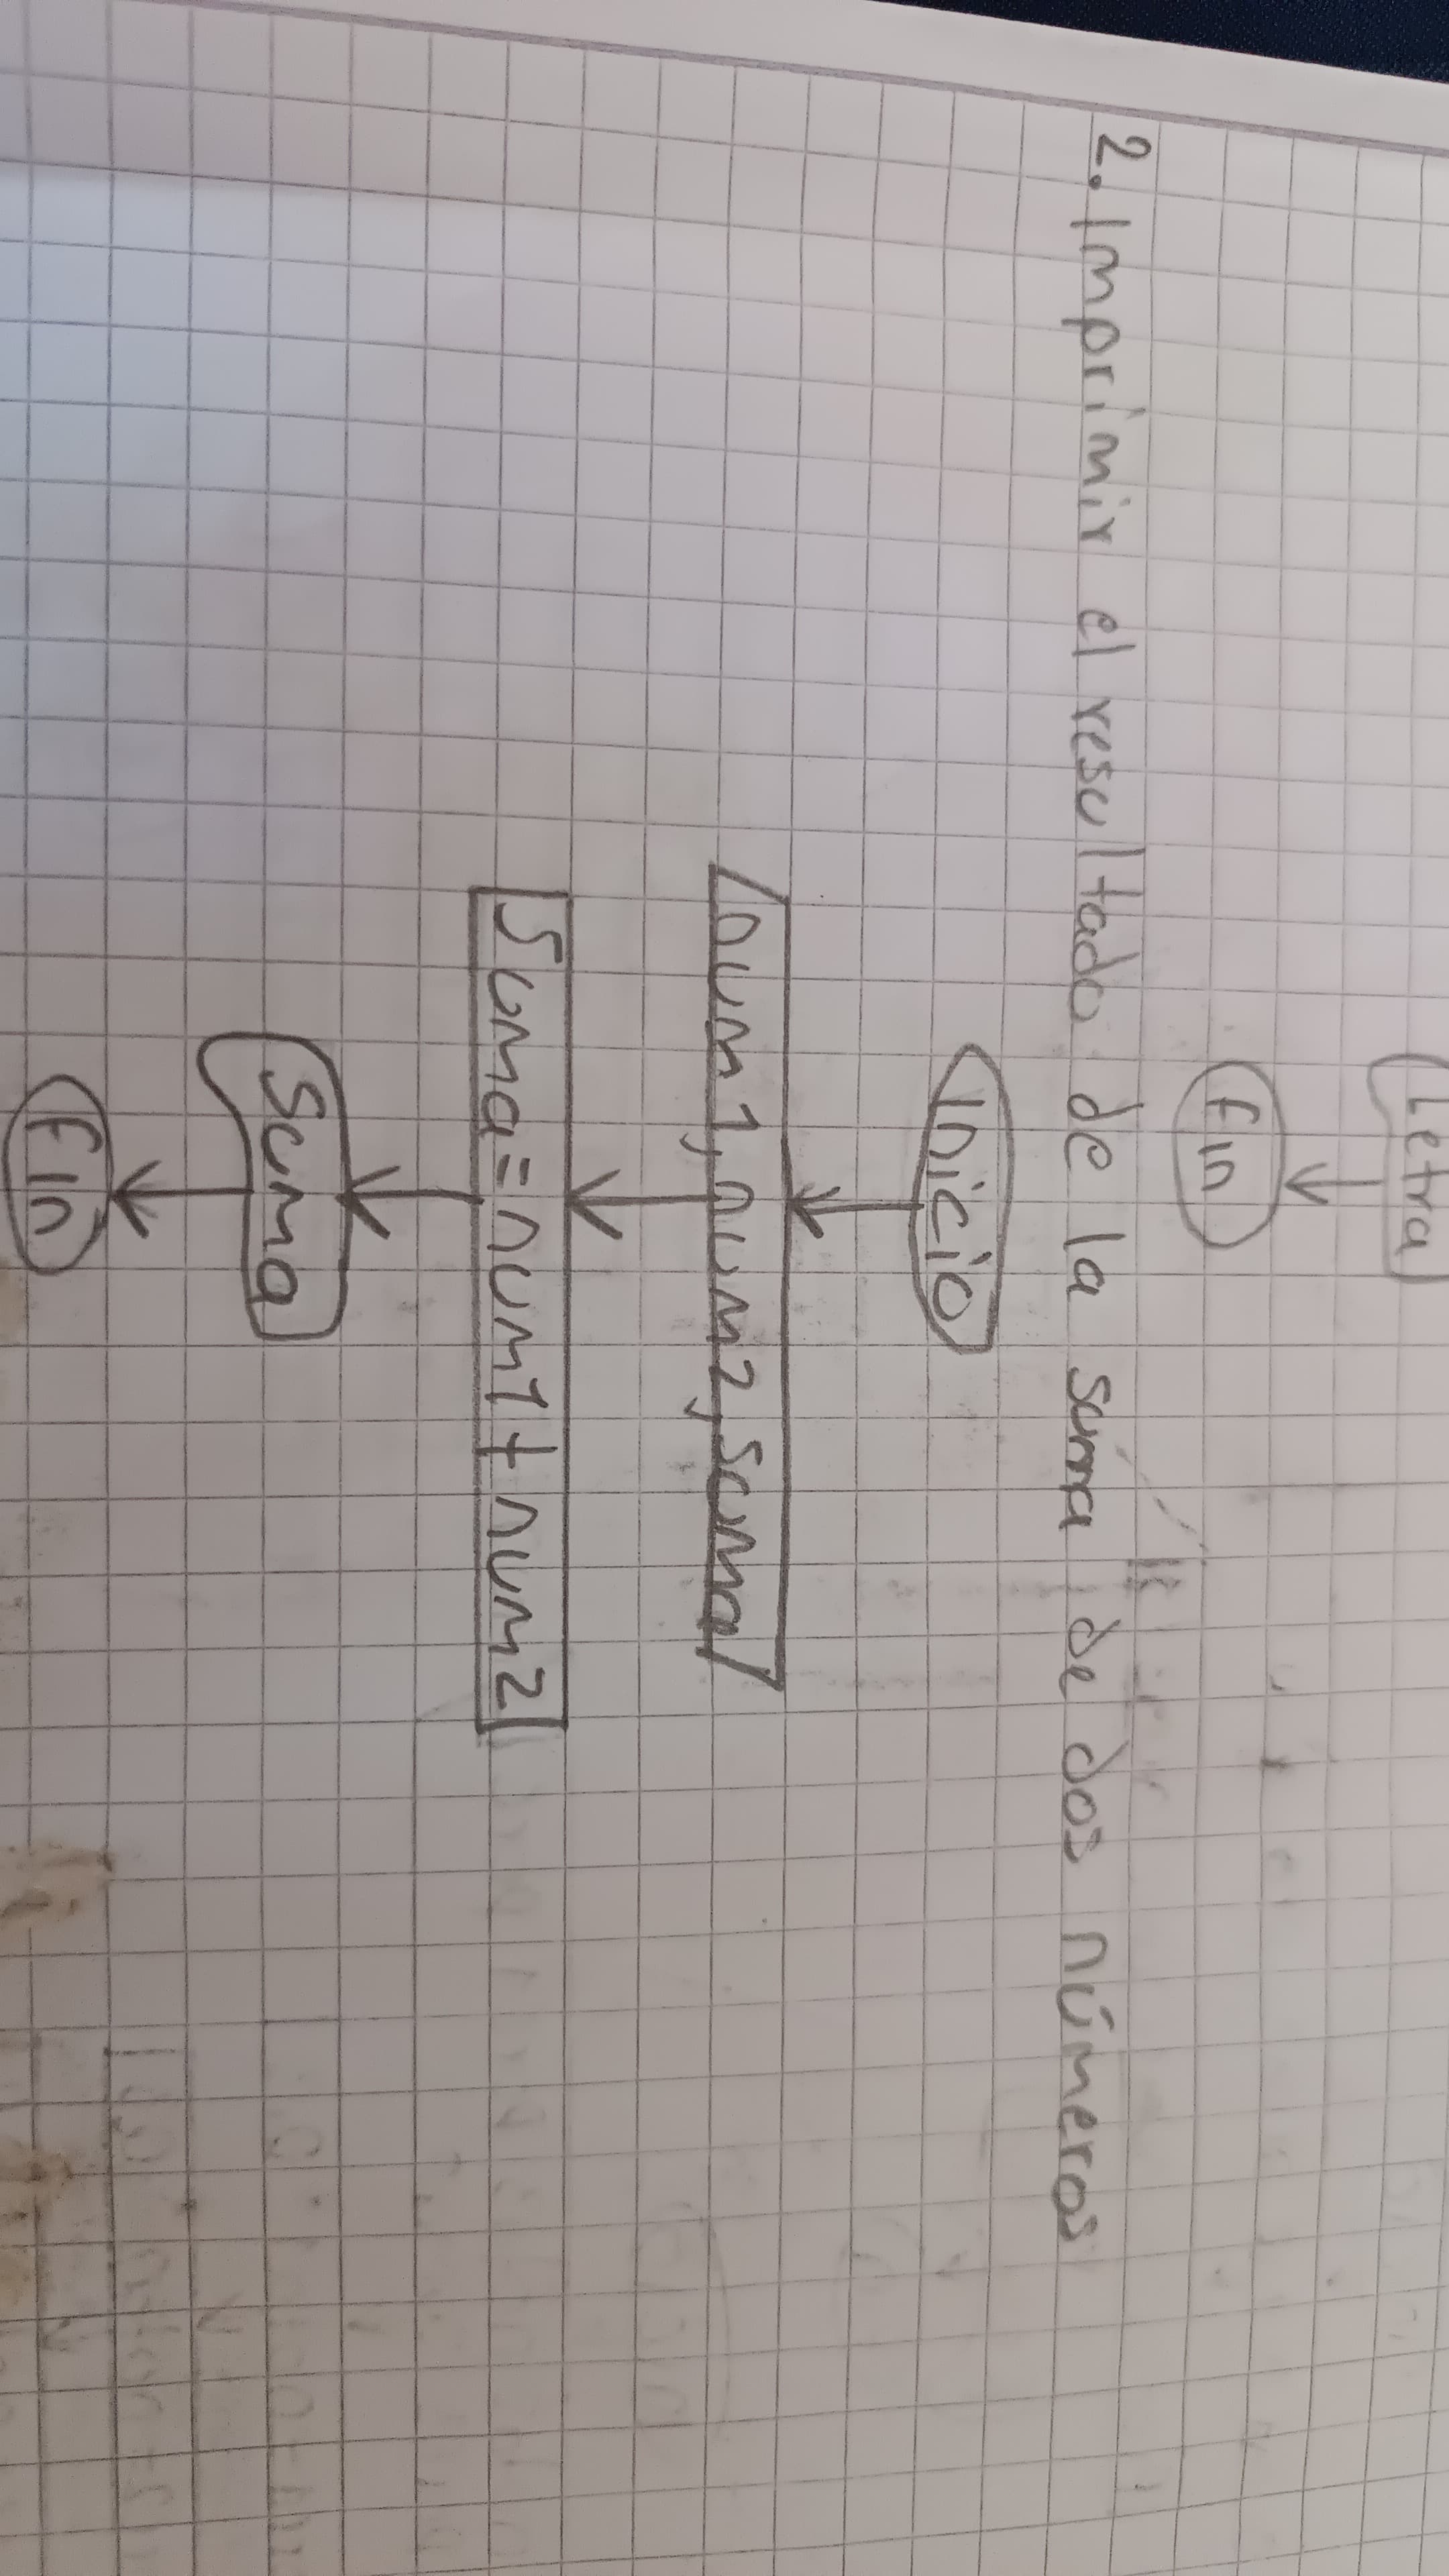 Letra
Fin
2. Imprimir el resultado de la suma de dos números
Inicio
num1, num2, suma
Suma = num1 + num2
Suma
Fin